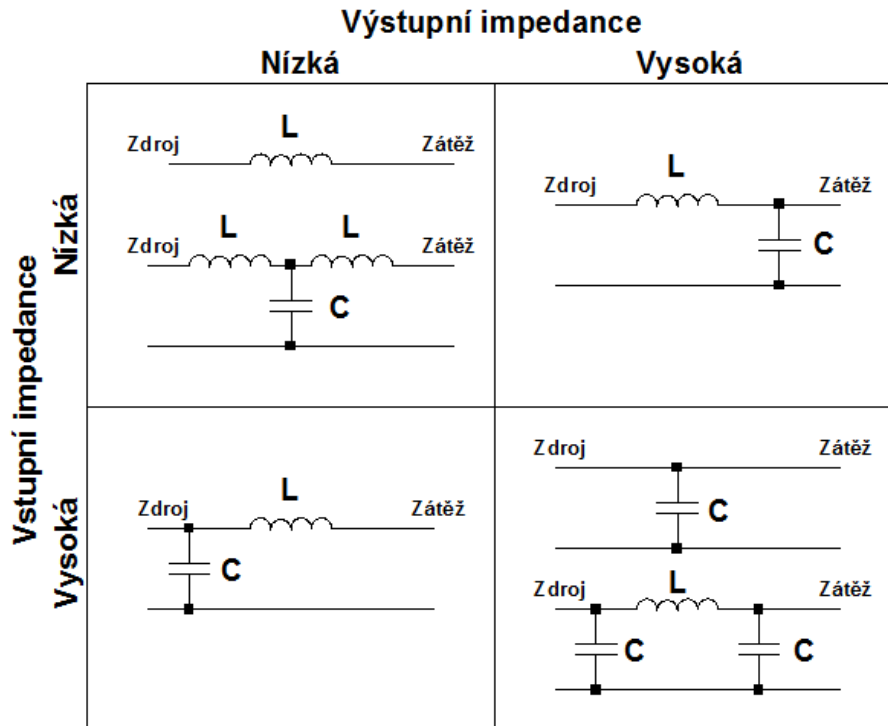 Výstupní impedance
Nízká Vysoká
Vstupní impedance
Nízká
L
Zdroj Zátěž
L L
Zdroj Zátěž
C
L
Zdroj Zátěž
C
Vysoká
L
Zdroj Zátěž
C
Zdroj Zátěž
C
L
Zdroj Zátěž
C C